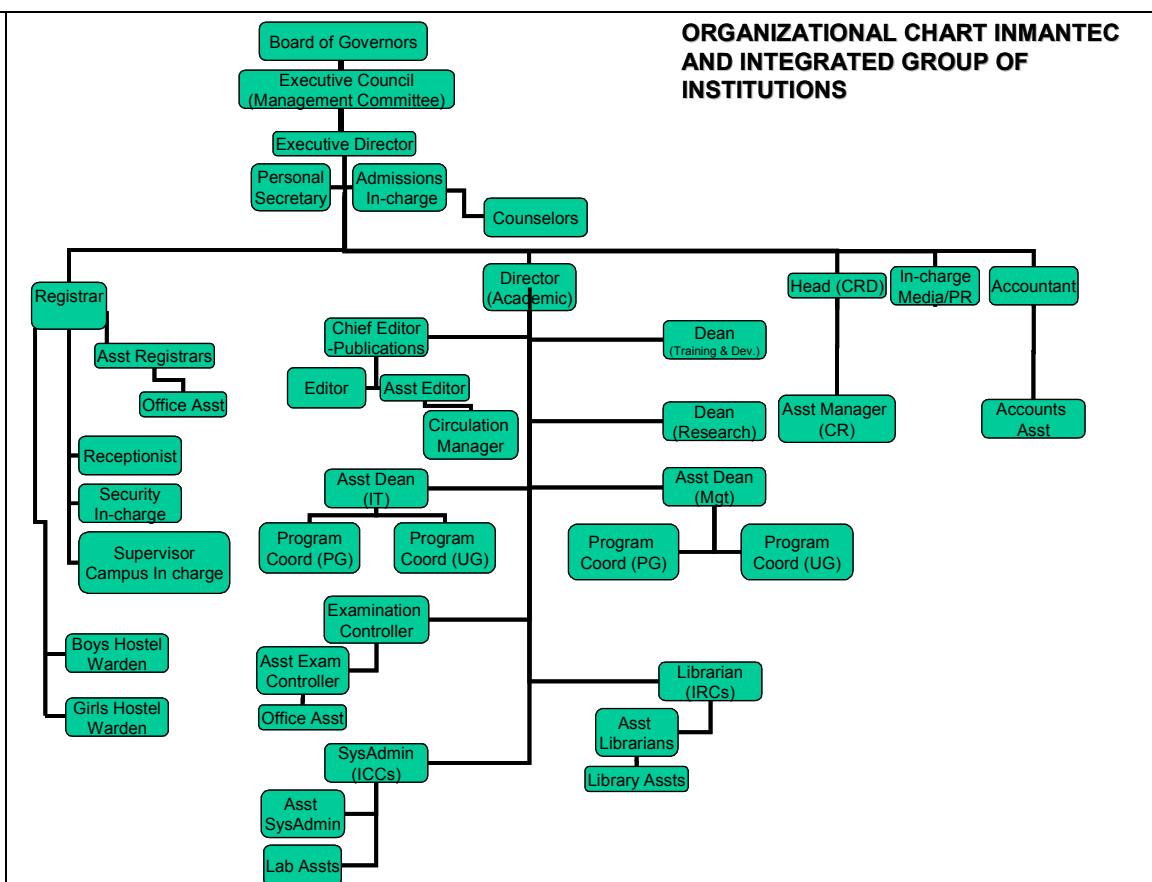 ORGANIZATIONAL CHART INMANTEC
AND INTEGRATED GROUP OF
INSTITUTIONS
Board of Governors
Executive Council
(Management Committee)
Executive Director
Personal
Secretary
Admissions
In-charge
Counselors
Registrar
Director
(Academic)
Head (CRD)
In-charge
Media/PR
Accountant
Asst Registrars
Office Asst
Receptionist
Security
In-charge
Supervisor
Campus In charge
Boys Hostel
Warden
Girls Hostel
Warden
Chief Editor
-Publications
Editor
Asst Editor
Circulation
Manager
Dean
(Training & Dev.)
Dean
(Research)
Asst Manager
(CR)
Accounts
Asst
Asst Dean
(IT)
Program
Coord (PG)
Program
Coord (UG)
Asst Dean
(Mgt)
Program
Coord (PG)
Program
Coord (UG)
Examination
Controller
Asst Exam
Controller
Office Asst
Librarian
(IRCs)
Asst
Librarians
Library Assts
SysAdmin
(ICCs)
Asst
SysAdmin
Lab Assts